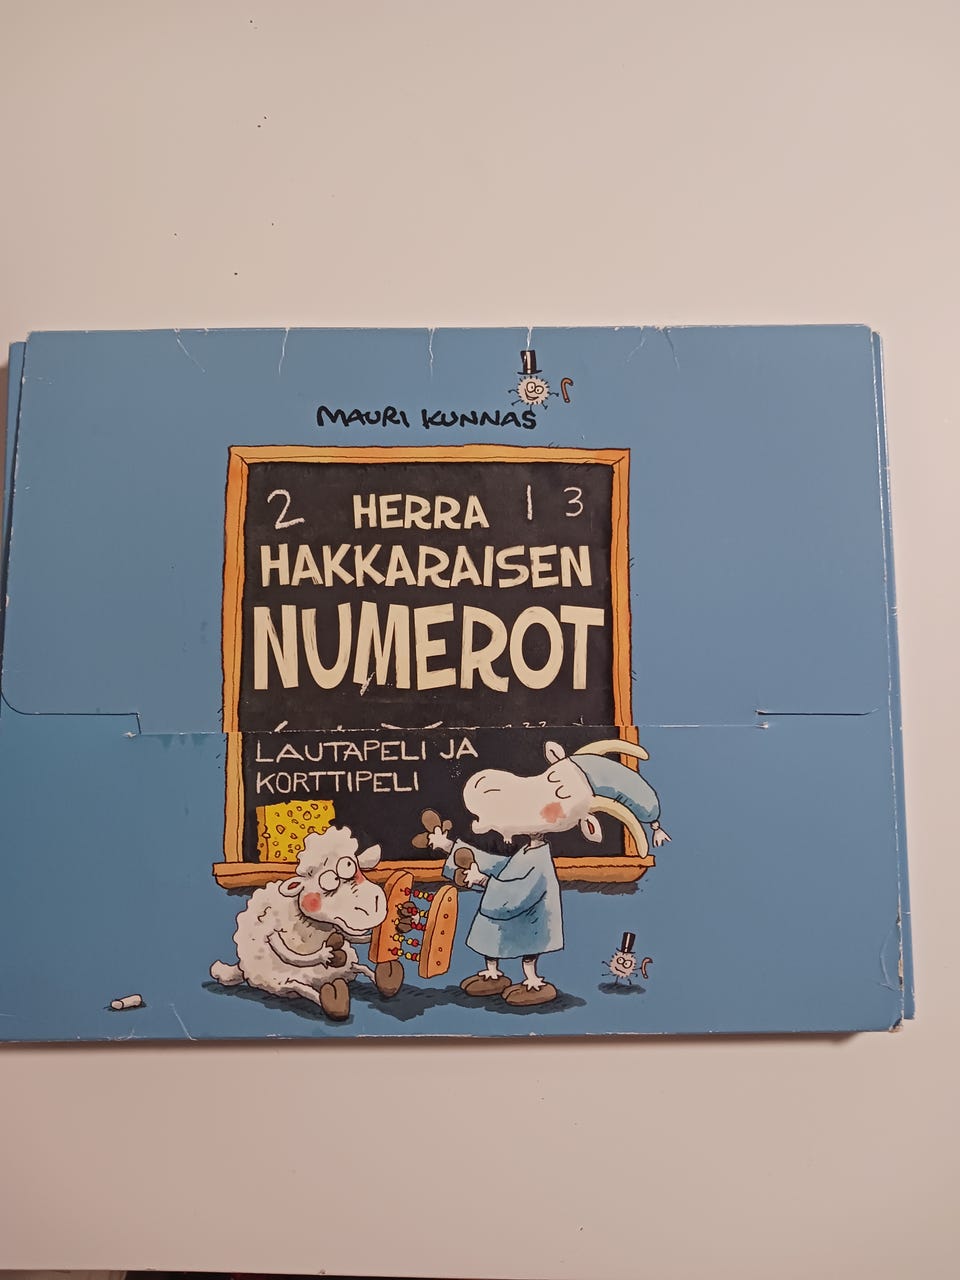 MAURI KUNNAS
2 HERRA 1 3
HAKKARAISEN
NUMEROT
LAUTAPELI JA
KORTTIPELI